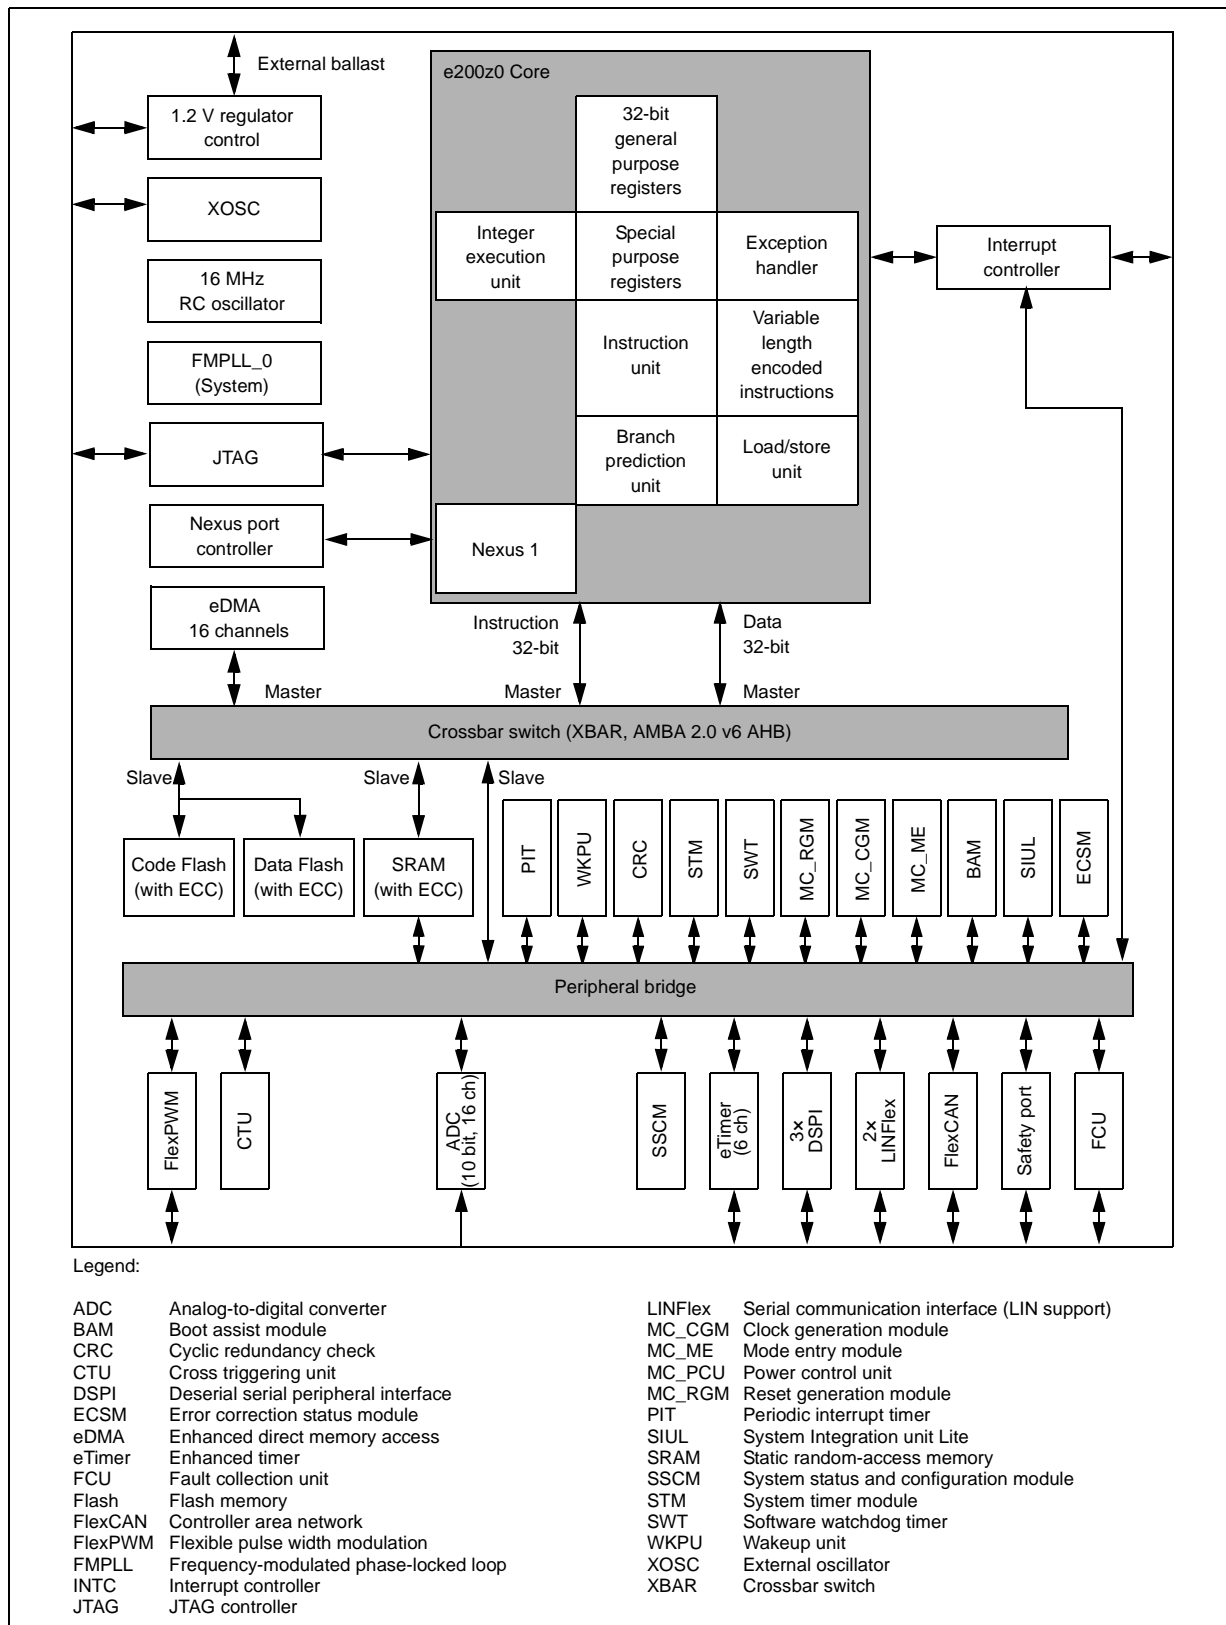 External ballast
e200z0 Core
1.2 V regulator
control
XOSC
16 MHz
RC oscillator
FMPLL_0
(System)
JTAG
Nexus port
controller
eDMA
16 channels
32-bit
general
purpose
registers
Integer
execution
unit
Special
purpose
registers
Exception
handler
Instruction
unit
Variable
length
encoded
instructions
Branch
prediction
unit
Load/store
unit
Nexus 1
Interrupt
controller
Instruction
32-bit
Data
32-bit
Master
Master
Master
Crossbar switch (XBAR, AMBA 2.0 v6 AHB)
Slave
Slave
Slave
Code Flash
(with ECC)
Data Flash
(with ECC)
SRAM
(with ECC)
PIT
WKPU
CRC
STM
SWT
MC_RGM
MC_CGM
MC_ME
BAM
SIUL
ECSM
Peripheral bridge
FlexPWM
CTU
ADC
(10 bit, 16 ch)
SSCM
eTimer
(6 ch)
3×
DSPI
2×
LINFlex
FlexCAN
Safety port
FCU
Legend:
ADC Analog-to-digital converter
BAM Boot assist module
CRC Cyclic redundancy check
CTU Cross triggering unit
DSPI Deserial serial peripheral interface
ECSM Error correction status module
eDMA Enhanced direct memory access
eTimer Enhanced timer
FCU Fault collection unit
Flash Flash memory
FlexCAN Controller area network
FlexPWM Flexible pulse width modulation
FMPLL Frequency-modulated phase-locked loop
INTC Interrupt controller
JTAG JTAG controller
LINFlex Serial communication interface (LIN support)
MC_CGM Clock generation module
MC_ME Mode entry module
MC_PCU Power control unit
MC_RGM Reset generation module
PIT Periodic interrupt timer
SIUL System Integration unit Lite
SRAM Static random-access memory
SSCM System status and configuration module
STM System timer module
SWT Software watchdog timer
WKPU Wakeup unit
XOSC External oscillator
XBAR Crossbar switch